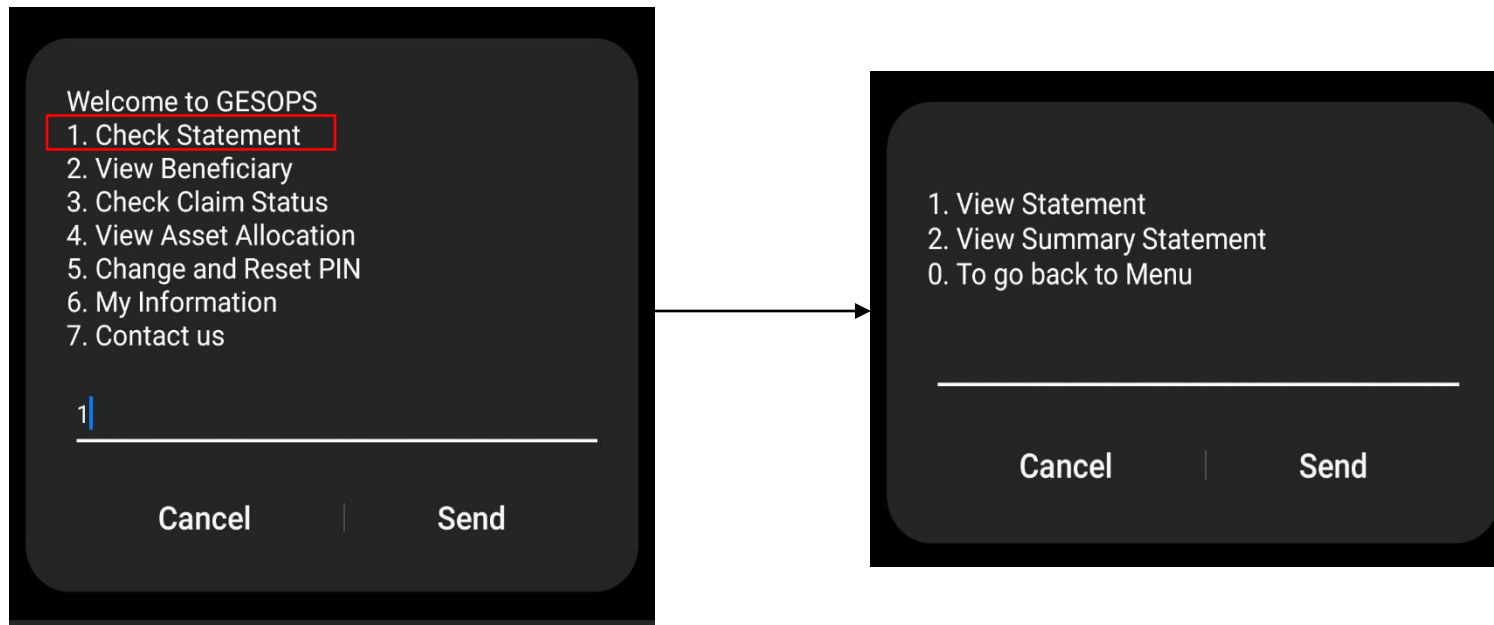 Welcome to GESOPS
1. Check Statement
2. View Beneficiary
3. Check Claim Status
4. View Asset Allocation
5. Change and Reset PIN
6. My Information
7. Contact us
1
Cancel
Send
1. View Statement
2. View Summary Statement
0. To go back to Menu
Cancel
Send